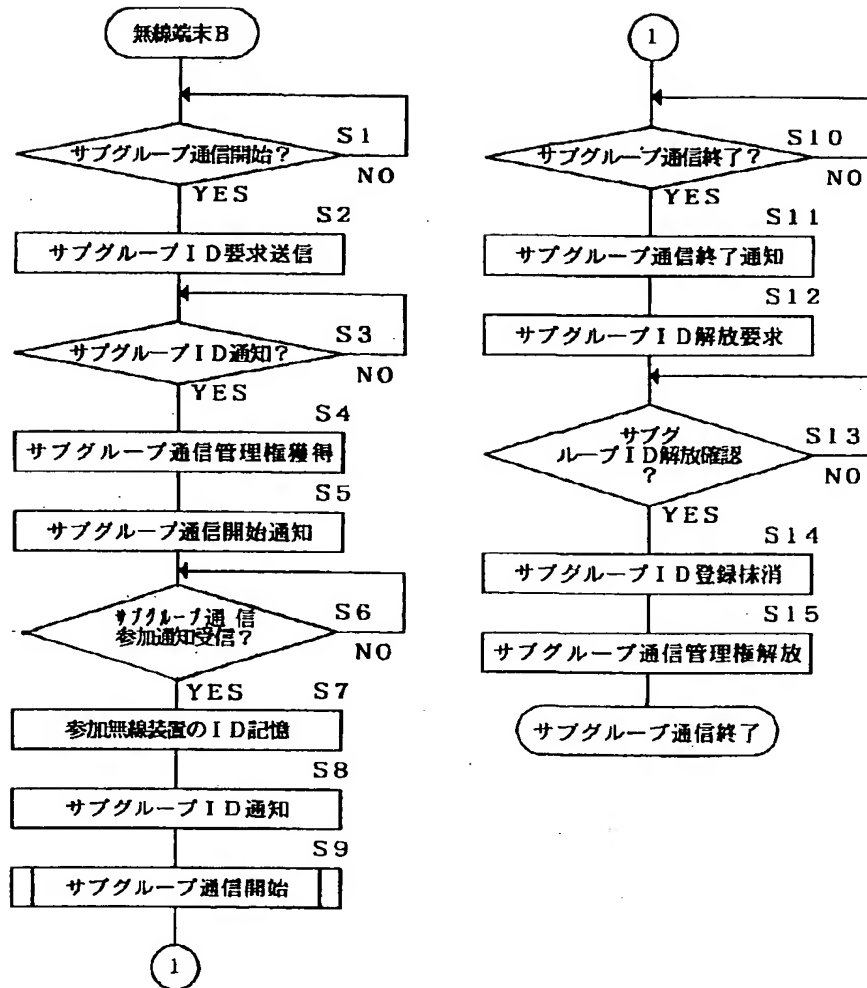 無線端末B
S1
サブグループ通信開始?
NO
YES
S2
サブグループID要求送信
S3
サブグループID通知?
NO
YES
S4
サブグループ通信管理権獲得
S5
サブグループ通信開始通知
S6
サブグループ通信
参加通知受信?
NO
YES
S7
参加無線装置のID記憶
S8
サブグループID通知
S9
サブグループ通信開始
1
1
S10
サブグループ通信終了?
NO
YES
S11
サブグループ通信終了通知
S12
サブグループID解放要求
S13
サブグ
ループID解放確認
?
NO
YES
S14
サブグループID登録抹消
S15
サブグループ通信管理権解放
サブグループ通信終了